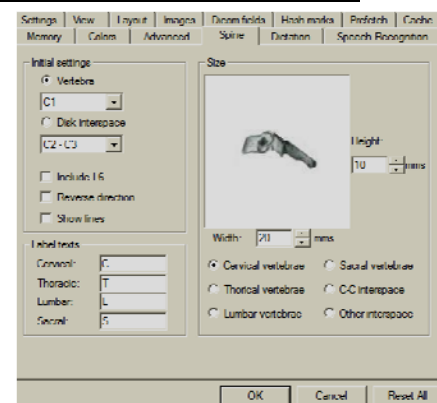 Settings View Layout Images Dicom fields Hash marks Prefetch Cache
Memory Colors Advanced Spine Dictation Speech Recognition
Initial settings
Vertebra
C1
Disk interspace
C2 - C3
Include L6
Reverse direction
Show lines
Label texts
Cervical: C
Thoracic: T
Lumbar: L
Sacral: S
Size
Height:
10 mms
Width: 20 mms
Cervical vertebrae Sacral vertebrae
Thorical vertebrae C-C interspace
Lumbar vertebrae Other interspace
OK Cancel Reset All